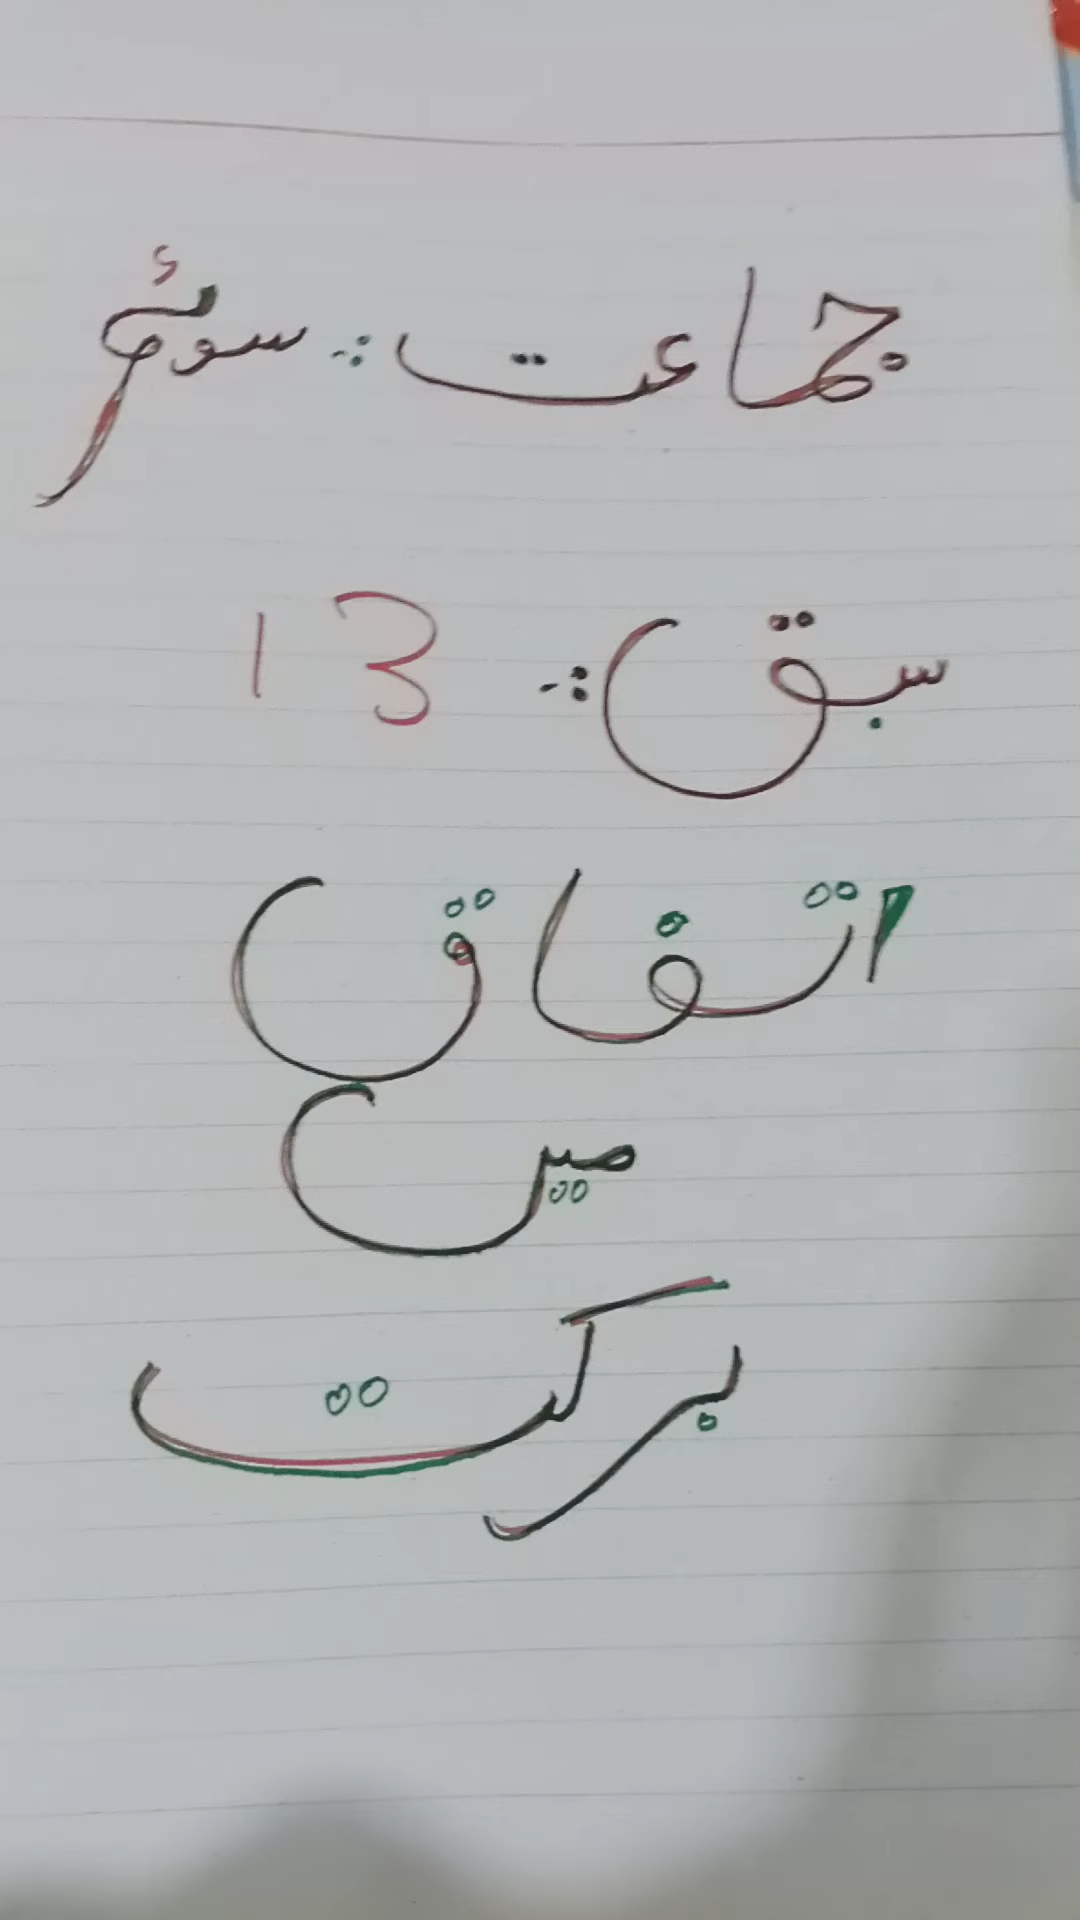 جماعت:- سوئم
سبق:- 13
اتفاق
میں
برکت